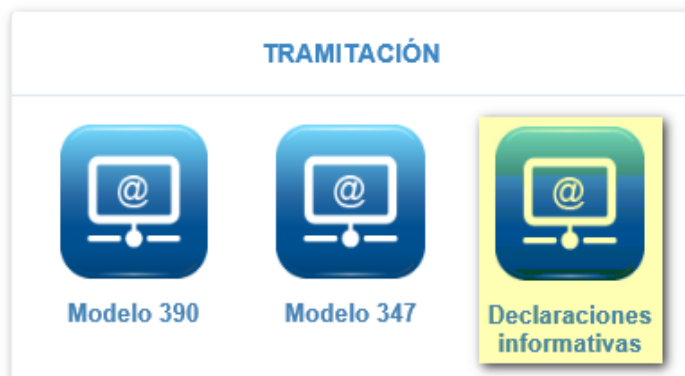 TRAMITACIÓN
@ @ @
Modelo 390 Modelo 347 Declaraciones
informativas